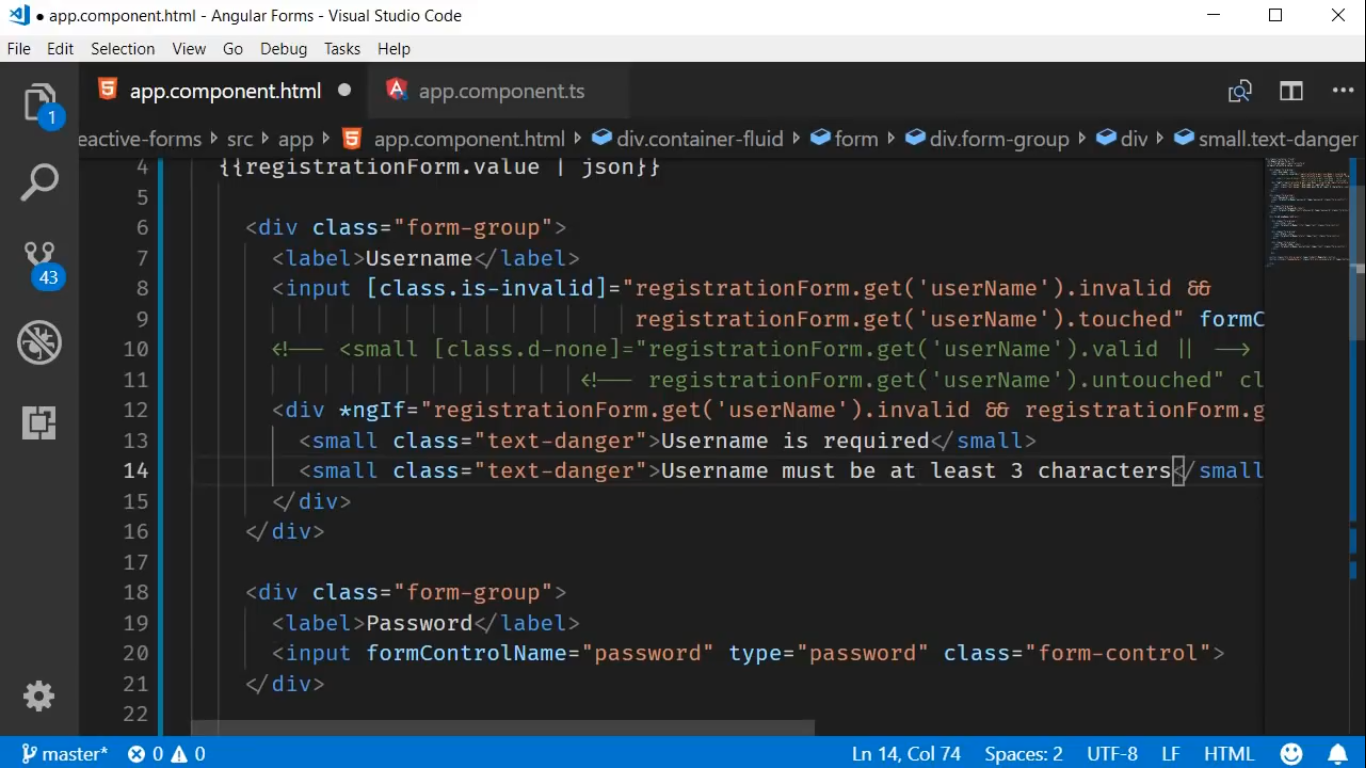 app.component.html - Angular Forms - Visual Studio Code
File Edit Selection View Go Debug Tasks Help
app.component.html app.component.ts
1
eactive-forms src app app.component.html div.container-fluid form div.form-group div small.text-danger
4 {{registrationForm.value | json}}
5
6 <div class="form-group">
7 <label>Username</label>
8 <input [class.is-invalid]="registrationForm.get('userName').invalid &&
43
9 registrationForm.get('userName').touched" formC
10 <!-- <small [class.d-none]="registrationForm.get('userName').valid || -->
11 <!-- registrationForm.get('userName').untouched" cl
12 <div *ngIf="registrationForm.get('userName').invalid && registrationForm.g
13 <small class="text-danger">Username is required</small>
14 <small class="text-danger">Username must be at least 3 characters</small
15 </div>
16 </div>
17
18 <div class="form-group">
19 <label>Password</label>
20 <input formControlName="password" type="password" class="form-control">
21 </div>
22
master* 0 0 Ln 14, Col 74 Spaces: 2 UTF-8 LF HTML